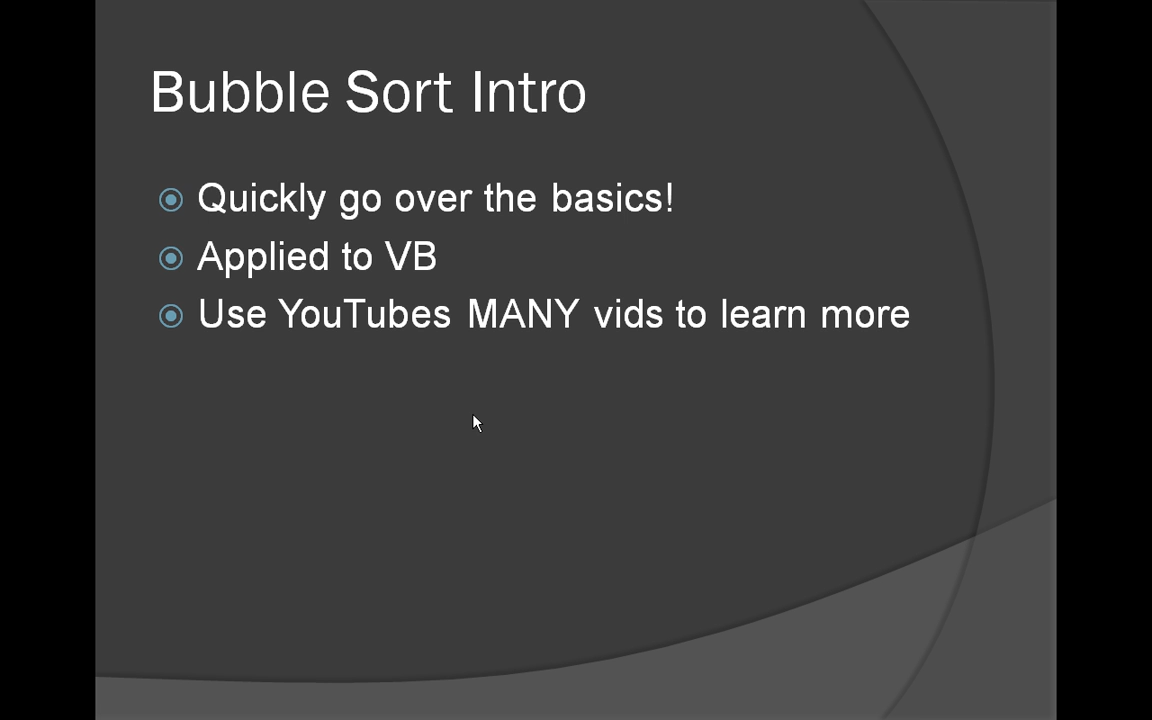 Bubble Sort Intro
Quickly go over the basics!
Applied to VB
Use YouTubes MANY vids to learn more